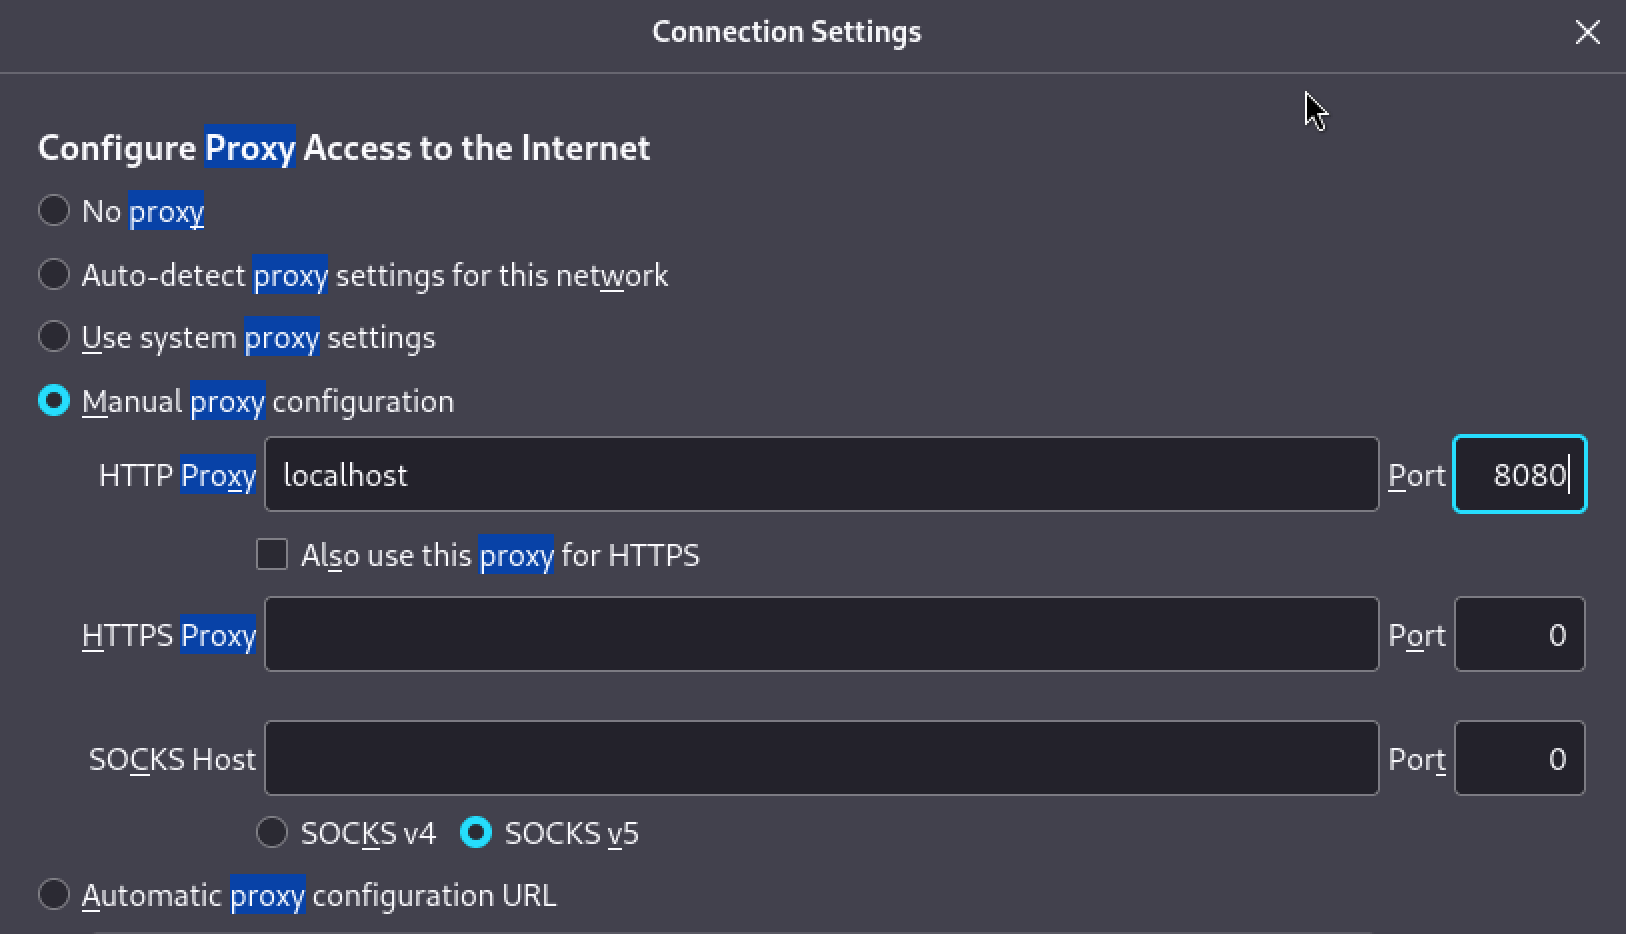 Connection Settings
Configure Proxy Access to the Internet
No proxy
Auto-detect proxy settings for this network
Use system proxy settings
Manual proxy configuration
HTTP Proxy localhost Port 8080
Also use this proxy for HTTPS
HTTPS Proxy Port 0
SOCKS Host Port 0
SOCKS v4 SOCKS v5
Automatic proxy configuration URL